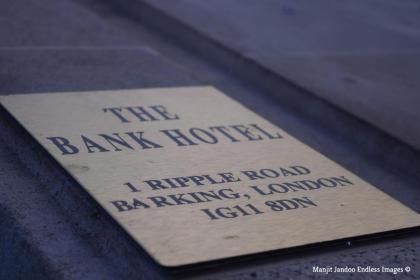 THE
BANK HOTEL
1 RIPPLE ROAD
BARKING, LONDON
IG11 8DN
Manjit Jandoo Endless Images ©